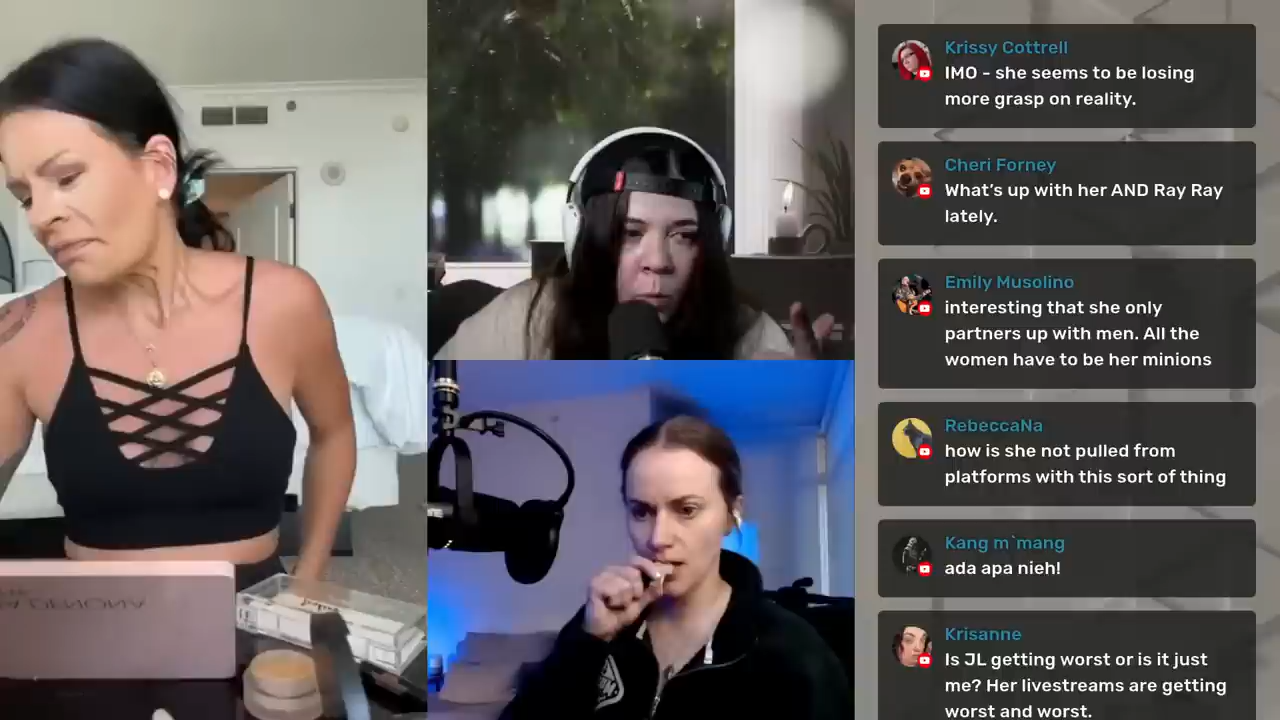 Krissy Cottrell
IMO - she seems to be losing
more grasp on reality.
Cheri Forney
What's up with her AND Ray Ray
lately.
Emily Musolino
interesting that she only
partners up with men. All the
women have to be her minions
RebeccaNa
how is she not pulled from
platforms with this sort of thing
Kang m`mang
ada apa nieh!
Krisanne
Is JL getting worst or is it just
me? Her livestreams are getting
worst and worst.